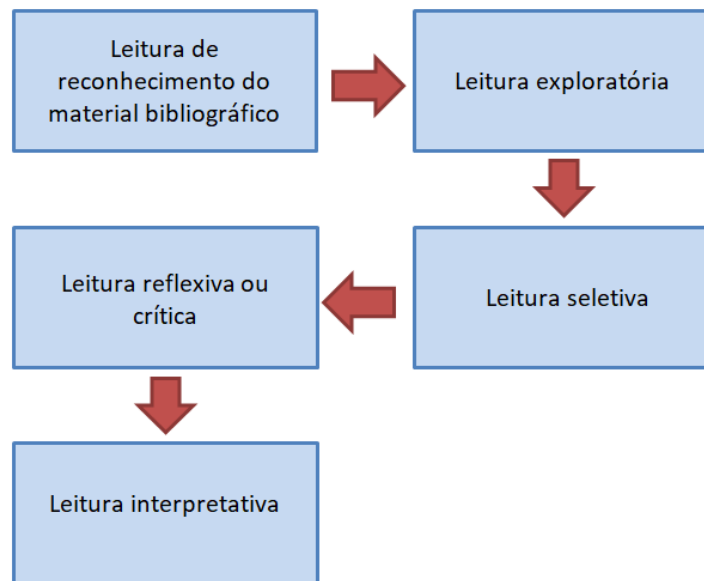 Leitura de
reconhecimento do
material bibliográfico
Leitura exploratória
Leitura seletiva
Leitura reflexiva ou
crítica
Leitura interpretativa